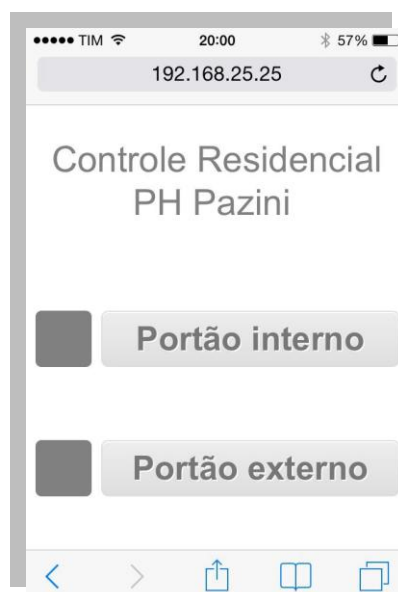 TIM 20:00 57%
192.168.25.25
Controle Residencial
PH Pazini
Portão interno
Portão externo